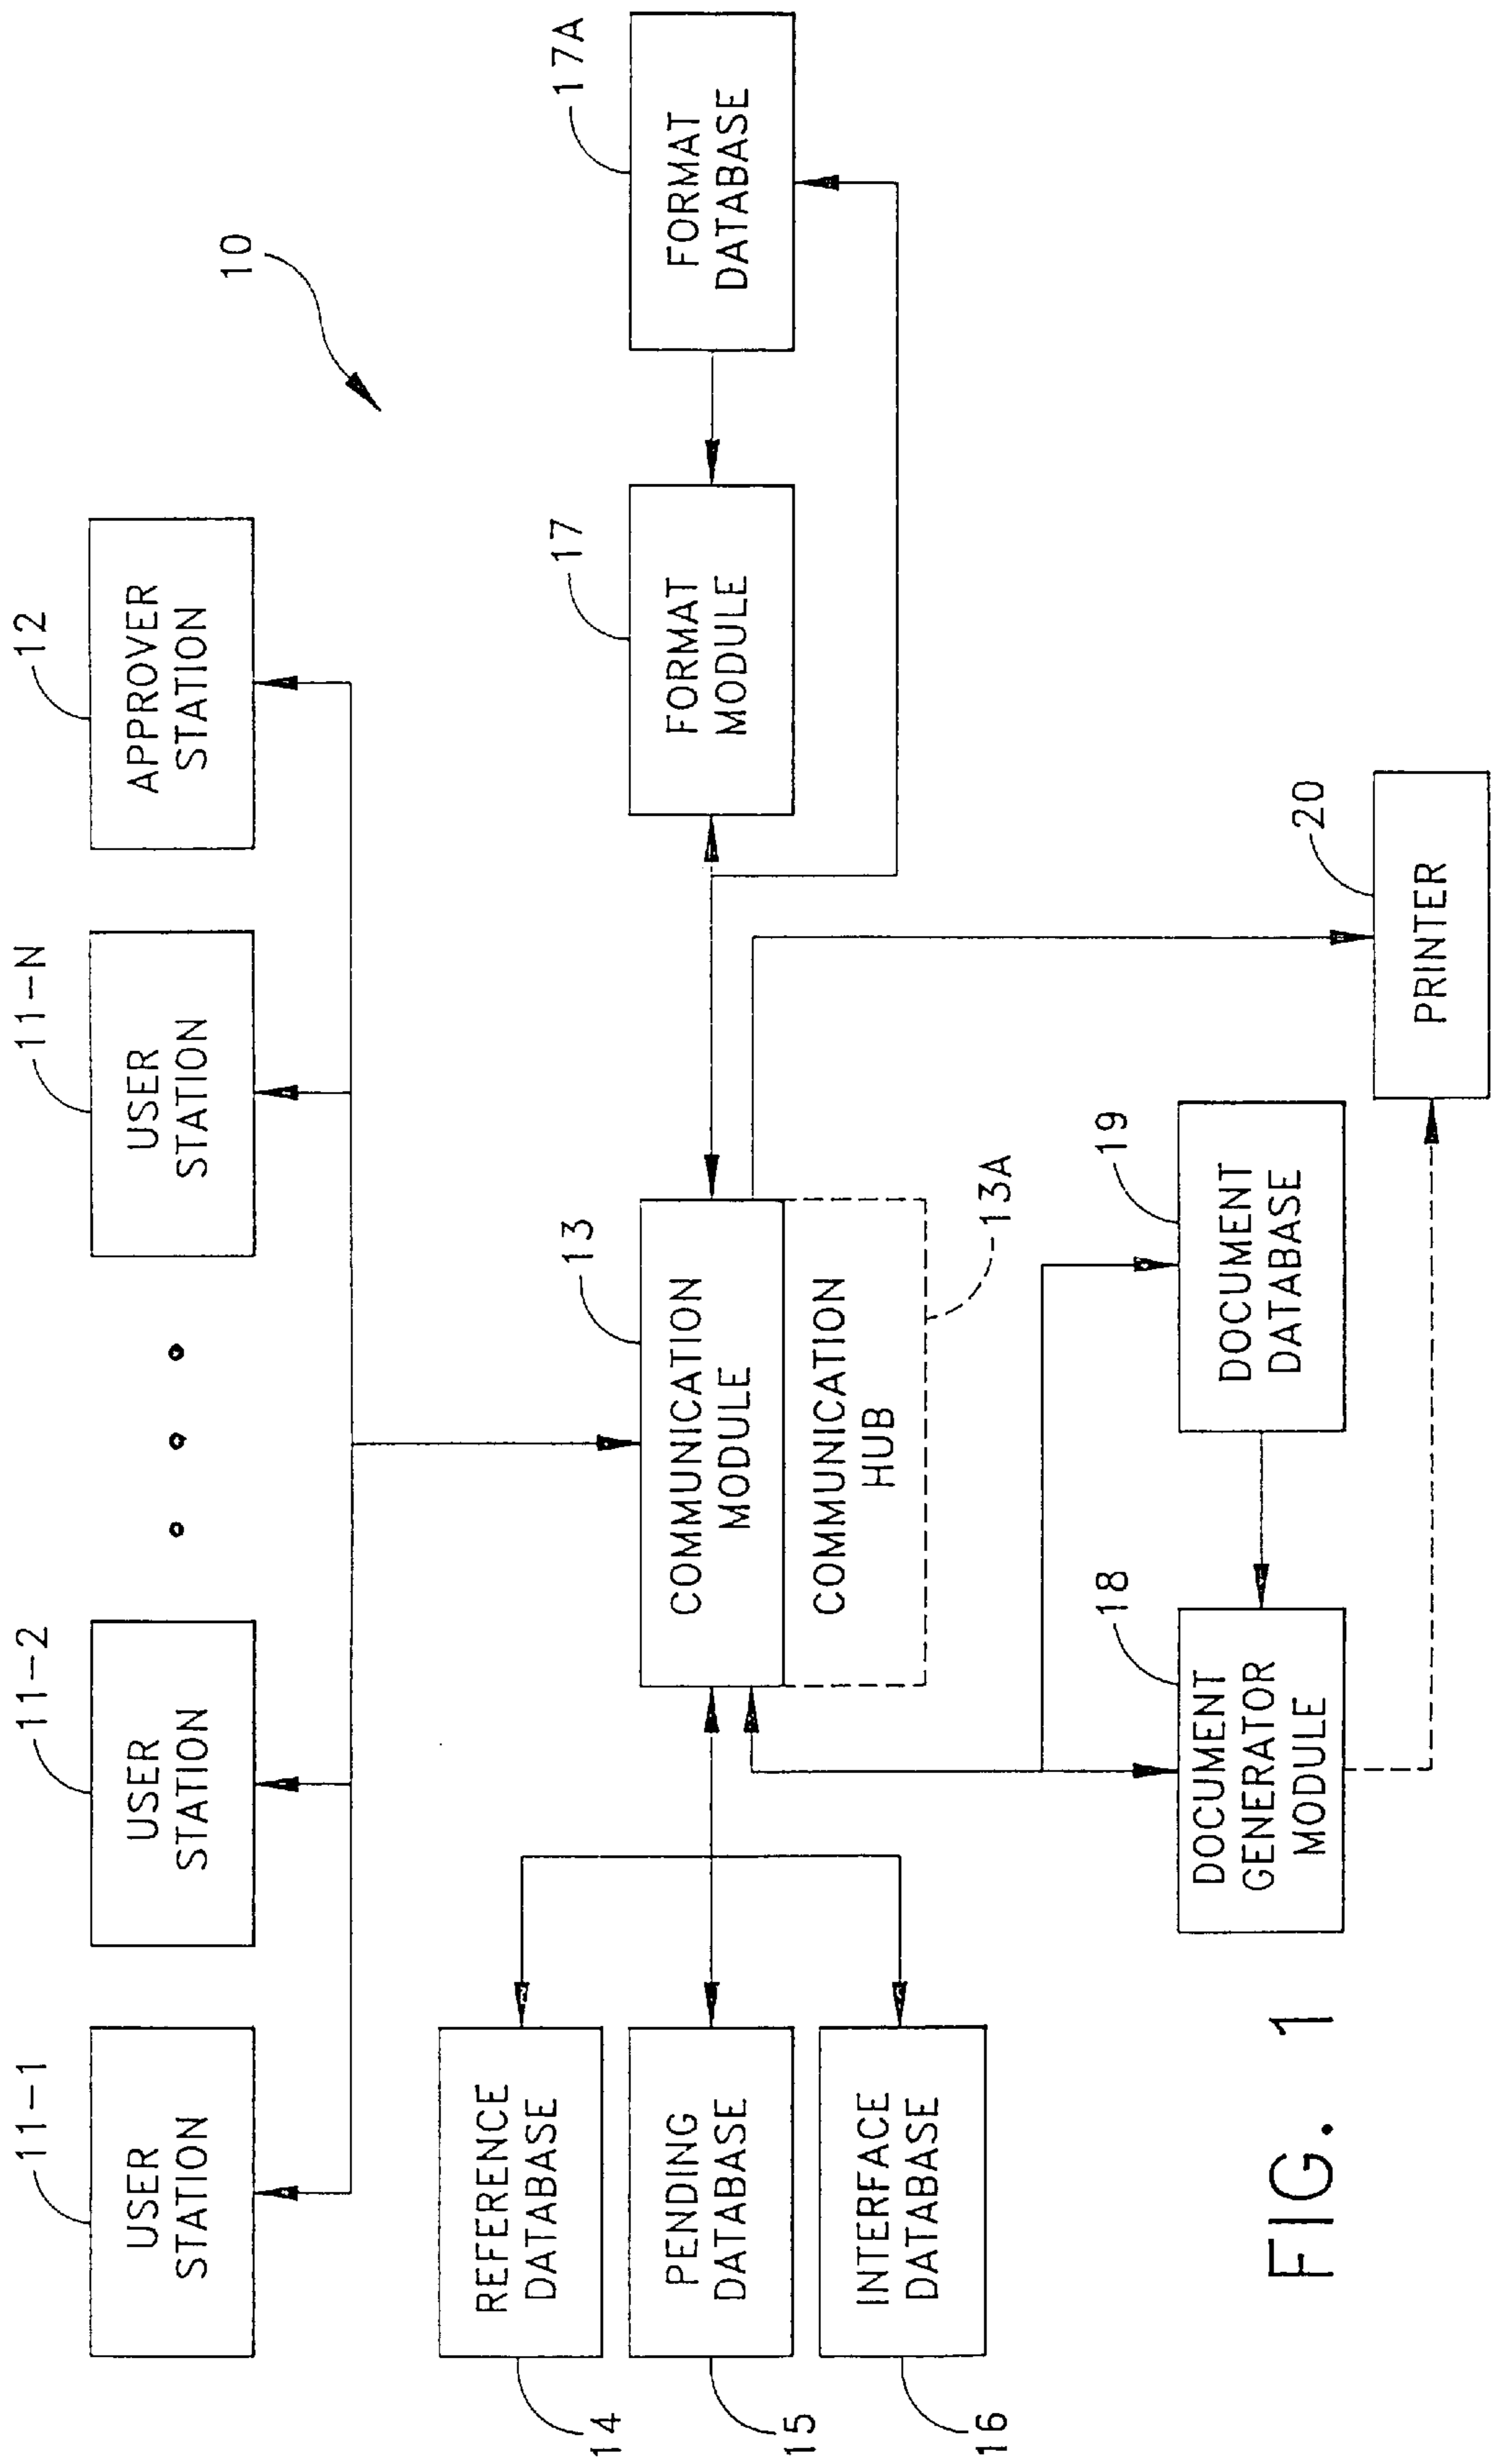 10
11-1
USER
STATION
11-2
USER
STATION
11-N
USER
STATION
12
APPROVER
STATION
14
REFERENCE
DATABASE
15
PENDING
DATABASE
16
INTERFACE
DATABASE
13
COMMUNICATION
MODULE
COMMUNICATION
HUB
13A
17
FORMAT
MODULE
17A
FORMAT
DATABASE
18
DOCUMENT
GENERATOR
MODULE
19
DOCUMENT
DATABASE
20
PRINTER
FIG. 1